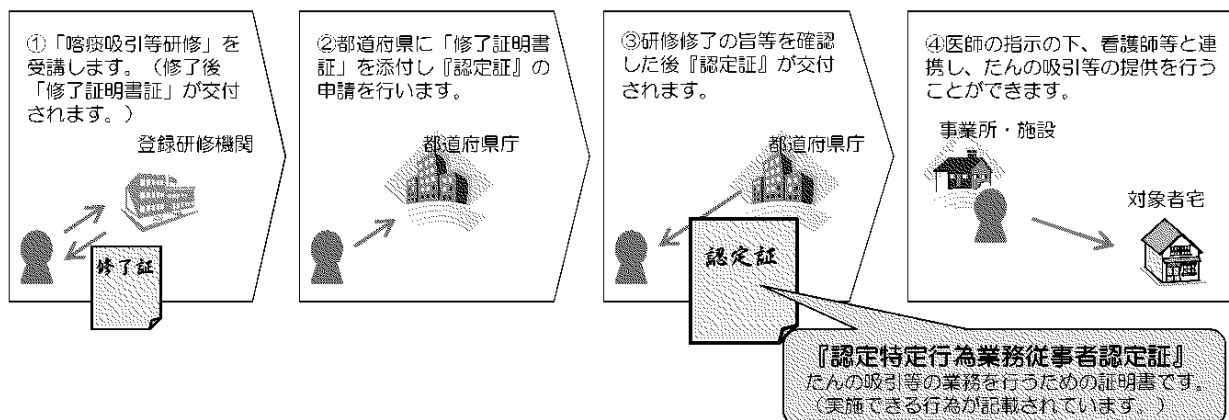 ①「喀痰吸引等研修」を
受講します。（修了後
「修了証明書証」が交付
されます。）
登録研修機関
修了証
②都道府県に「修了証明書
証」を添付し『認定証』の
申請を行います。
都道府県庁
③研修修了の旨等を確認
した後『認定証』が交付
されます。
都道府県庁
認定証
④医師の指示の下、看護師等と連
携し、たんの吸引等の提供を行う
ことができます。
事業所・施設
対象者宅
『認定特定行為業務従事者認定証』
たんの吸引等の業務を行うための証明書です。
（実施できる行為が記載されています。）